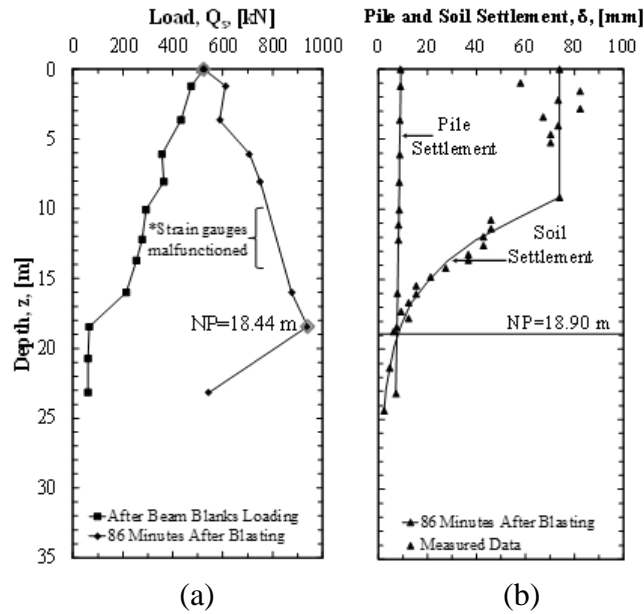 Load, Qs, [kN]
0 200 400 600 800 1000
Depth, z, [m]
0
5
10
15
20
25
30
35
*Strain gauges
malfunctioned
NP=18.44 m
After Beam Blanks Loading
86 Minutes After Blasting
(a)
Pile and Soil Settlement, δ, [mm]
0 20 40 60 80 100
Pile
Settlement
Soil
Settlement
NP=18.90 m
86 Minutes After Blasting
Measured Data
(b)